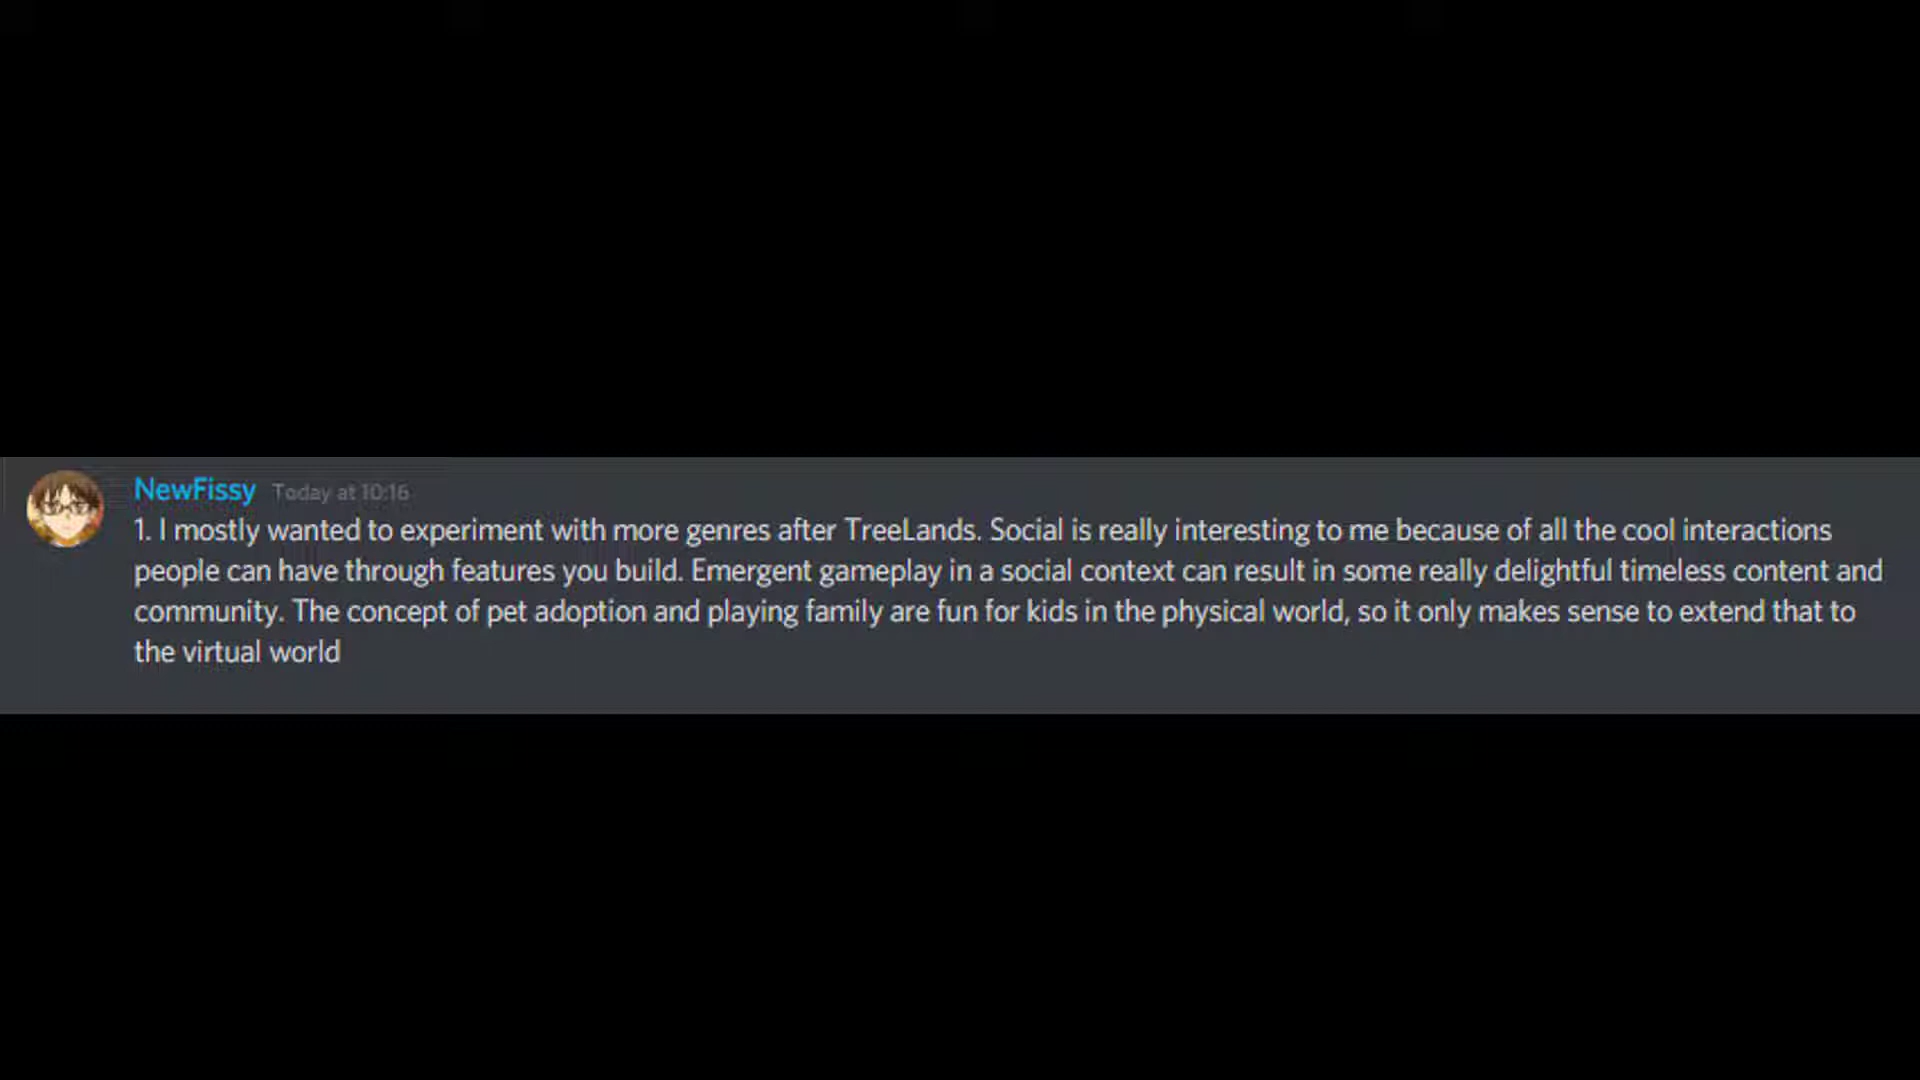 NewFissy Today at 10:16
1. I mostly wanted to experiment with more genres after TreeLands. Social is really interesting to me because of all the cool interactions
people can have through features you build. Emergent gameplay in a social context can result in some really delightful timeless content and
community. The concept of pet adoption and playing family are fun for kids in the physical world, so it only makes sense to extend that to
the virtual world